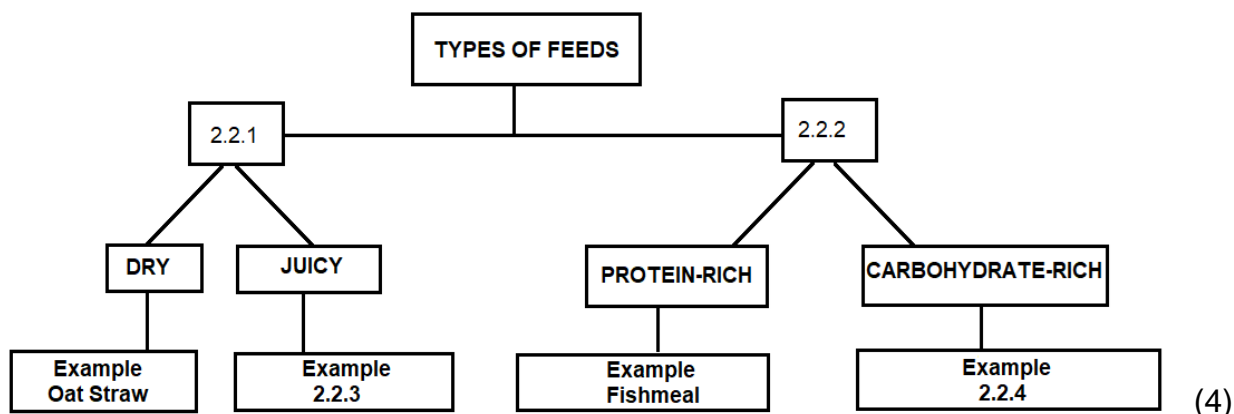 TYPES OF FEEDS
2.2.1
2.2.2
DRY
JUICY
PROTEIN-RICH
CARBOHYDRATE-RICH
Example
Oat Straw
Example
2.2.3
Example
Fishmeal
Example
2.2.4
(4)